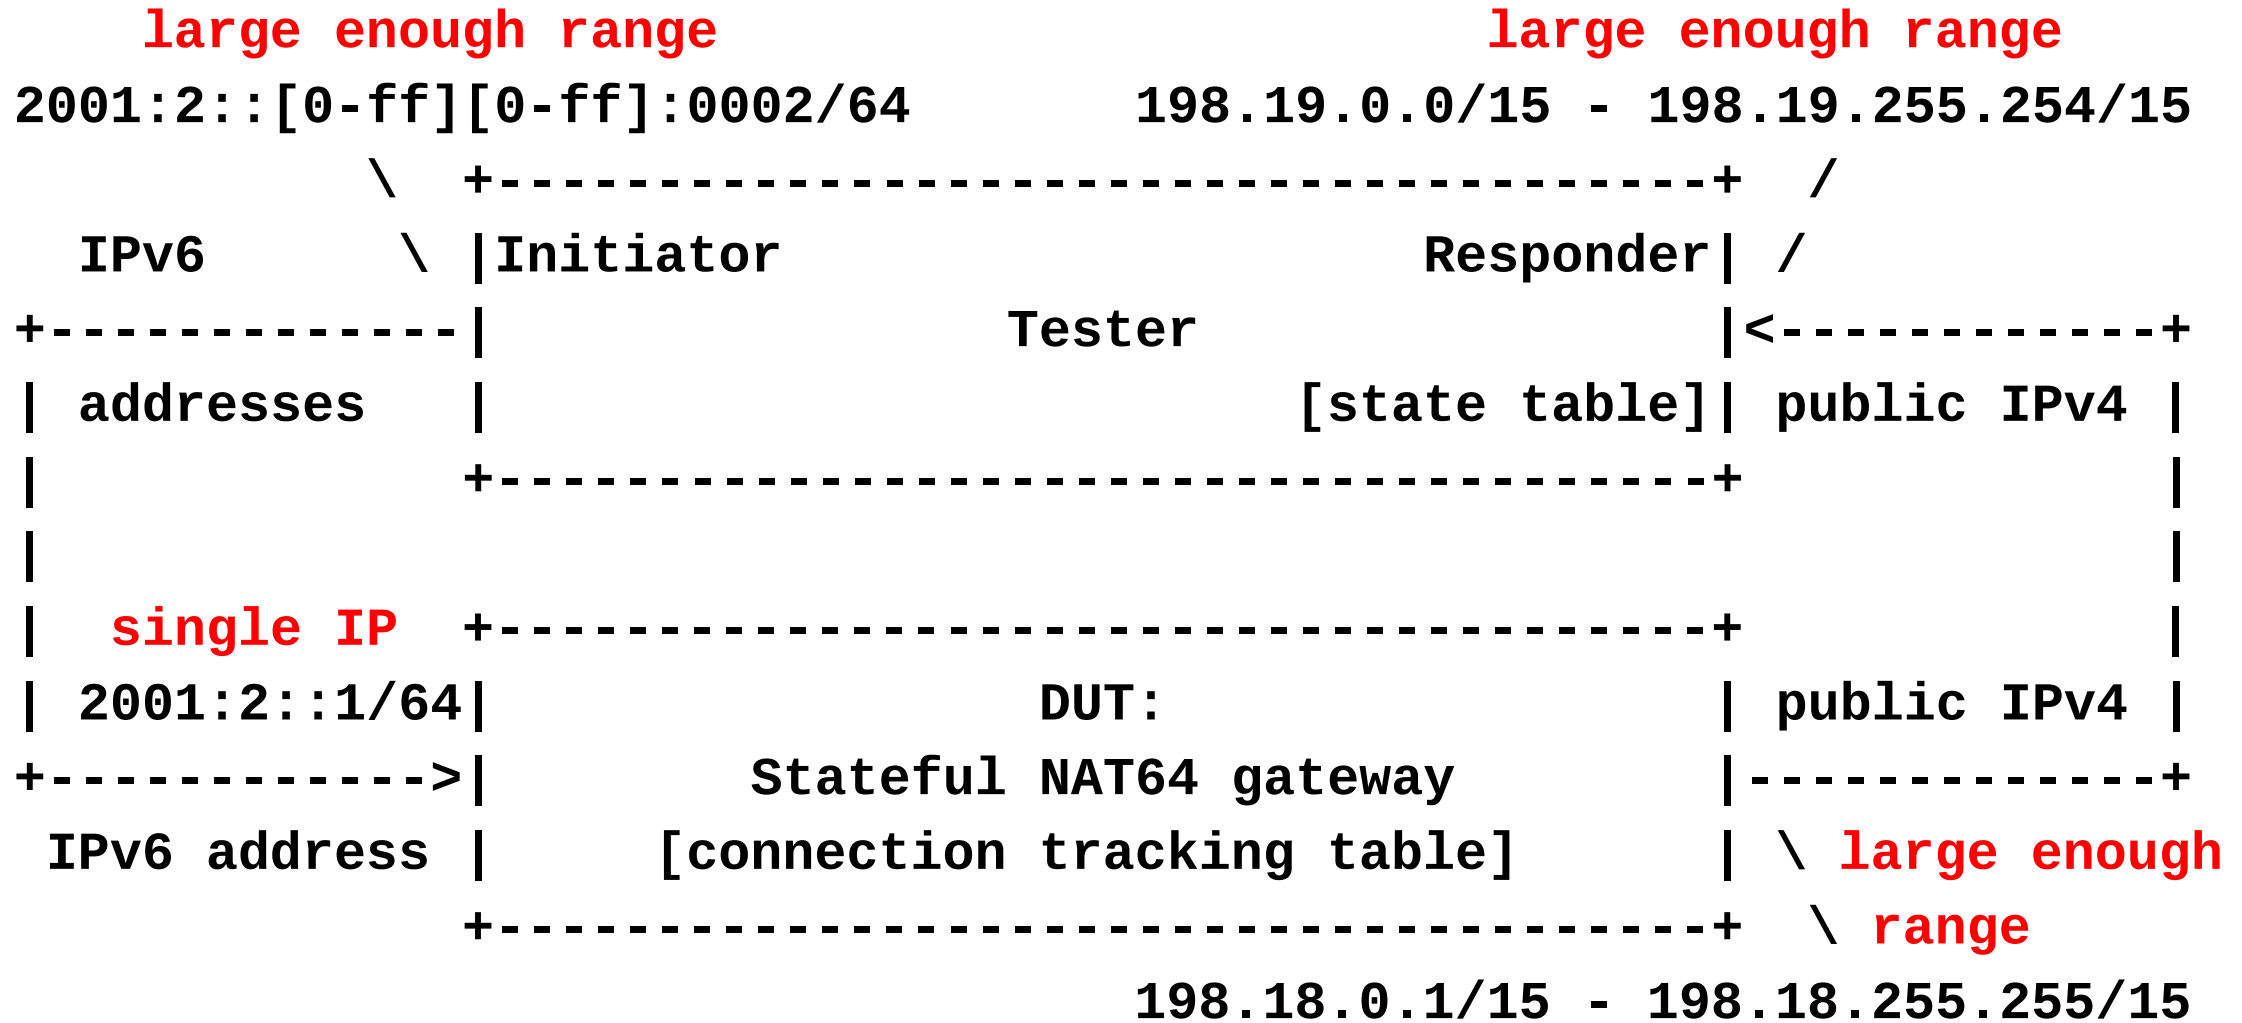 large enough range                        large enough range
2001:2::[0-ff][0-ff]:0002/64       198.19.0.0/15 - 198.19.255.254/15
           \  +--------------------------------------+  /
  IPv6      \ |Initiator                    Responder| /
+-------------|                Tester                |<------------+
| addresses   |                         [state table]| public IPv4 |
|             +--------------------------------------+             |
|                                                                  |
|  single IP  +--------------------------------------+             |
| 2001:2::1/64|                 DUT:                 | public IPv4 |
+------------>|        Stateful NAT64 gateway        |-------------+
 IPv6 address |     [connection tracking table]      | \ large enough
              +--------------------------------------+  \ range
                                   198.18.0.1/15 - 198.18.255.255/15